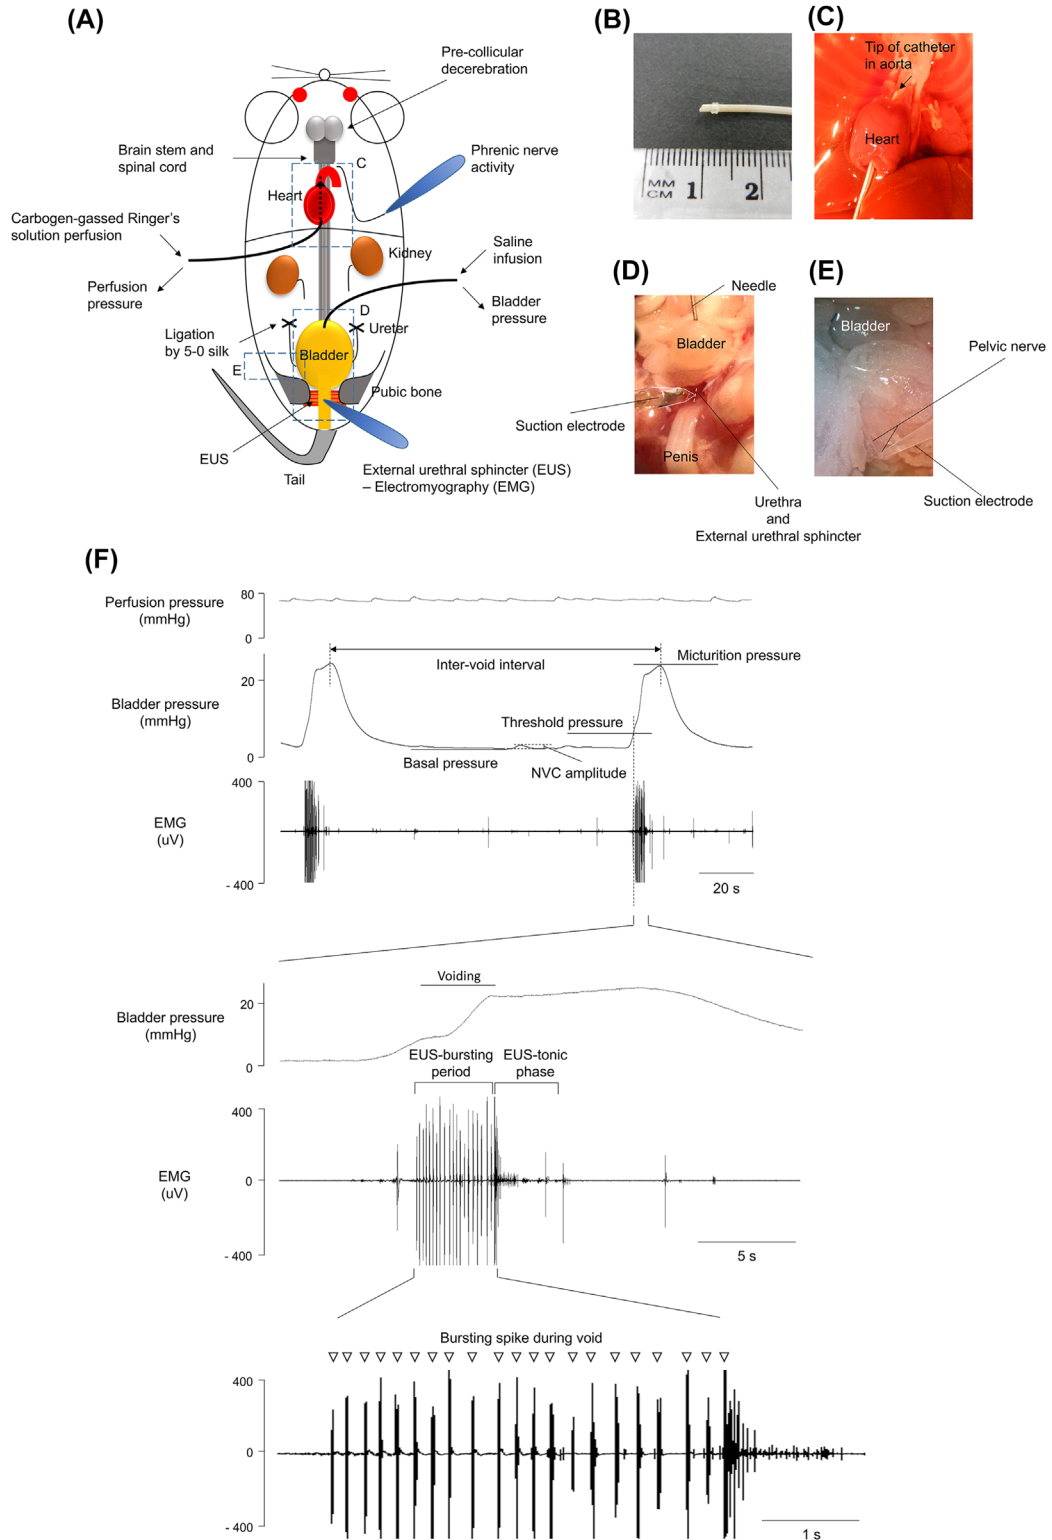 (A)
Pre-collicular
decerebration
Brain stem and
spinal cord
C
Phrenic nerve
activity
Heart
Carbogen-gassed Ringer's
solution perfusion
Kidney
Saline
infusion
Perfusion
pressure
Bladder
pressure
D
Ligation
by 5-0 silk
Ureter
Bladder
E
Pubic bone
EUS
Tail
External urethral sphincter (EUS)
– Electromyography (EMG)
(B)
MM
CM
1
2
(C)
Tip of catheter
in aorta
Heart
(D)
Needle
Bladder
Suction electrode
Penis
Urethra
and
External urethral sphincter
(E)
Bladder
Pelvic nerve
Suction electrode
(F)
Perfusion pressure
(mmHg)
80
0
Inter-void interval
Micturition pressure
Bladder pressure
(mmHg)
20
0
Threshold pressure
Basal pressure
NVC amplitude
EMG
(uV)
400
- 400
20 s
Voiding
Bladder pressure
(mmHg)
20
0
EUS-bursting
period
EUS-tonic
phase
EMG
(uV)
400
0
- 400
5 s
Bursting spike during void
400
0
- 400
1 s